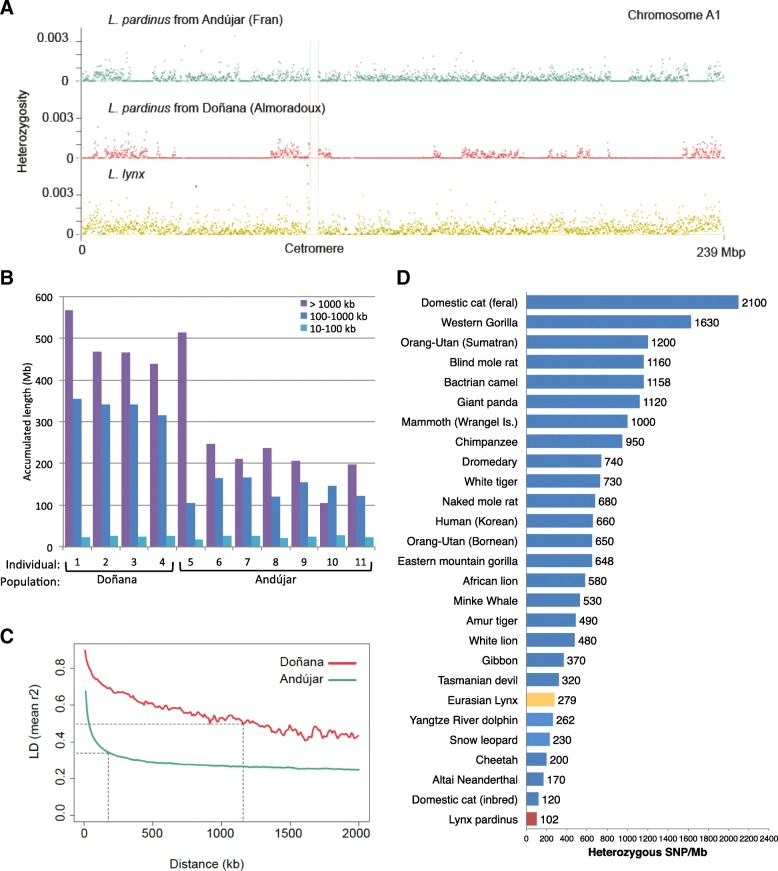 A
L. pardinus from Andújar (Fran)
Chromosome A1
0.003
0
L. pardinus from Doñana (Almoradoux)
0.003
0
L. lynx
0.003
0
Heterozygosity
0
Cetromere
239 Mbp
B
600
500
400
300
200
100
0
Accumulated length (Mb)
> 1000 kb
100-1000 kb
10-100 kb
Individual: 1 2 3 4 5 6 7 8 9 10 11
Population: Doñana Andújar
C
0.8
0.6
0.4
0.2
0.0
LD (mean r2)
Doñana
Andújar
0 500 1000 1500 2000
Distance (kb)
D
Domestic cat (feral) 2100
Western Gorilla 1630
Orang-Utan (Sumatran) 1200
Blind mole rat 1160
Bactrian camel 1158
Giant panda 1120
Mammoth (Wrangel Is.) 1000
Chimpanzee 950
Dromedary 740
White tiger 730
Naked mole rat 680
Human (Korean) 660
Orang-Utan (Bornean) 650
Eastern mountain gorilla 648
African lion 580
Minke Whale 530
Amur tiger 490
White lion 480
Gibbon 370
Tasmanian devil 320
Eurasian Lynx 279
Yangtze River dolphin 262
Snow leopard 230
Cheetah 200
Altai Neanderthal 170
Domestic cat (inbred) 120
Lynx pardinus 102
0 200 400 600 800 1000 1200 1400 1600 1800 2000 2200 2400
Heterozygous SNP/Mb